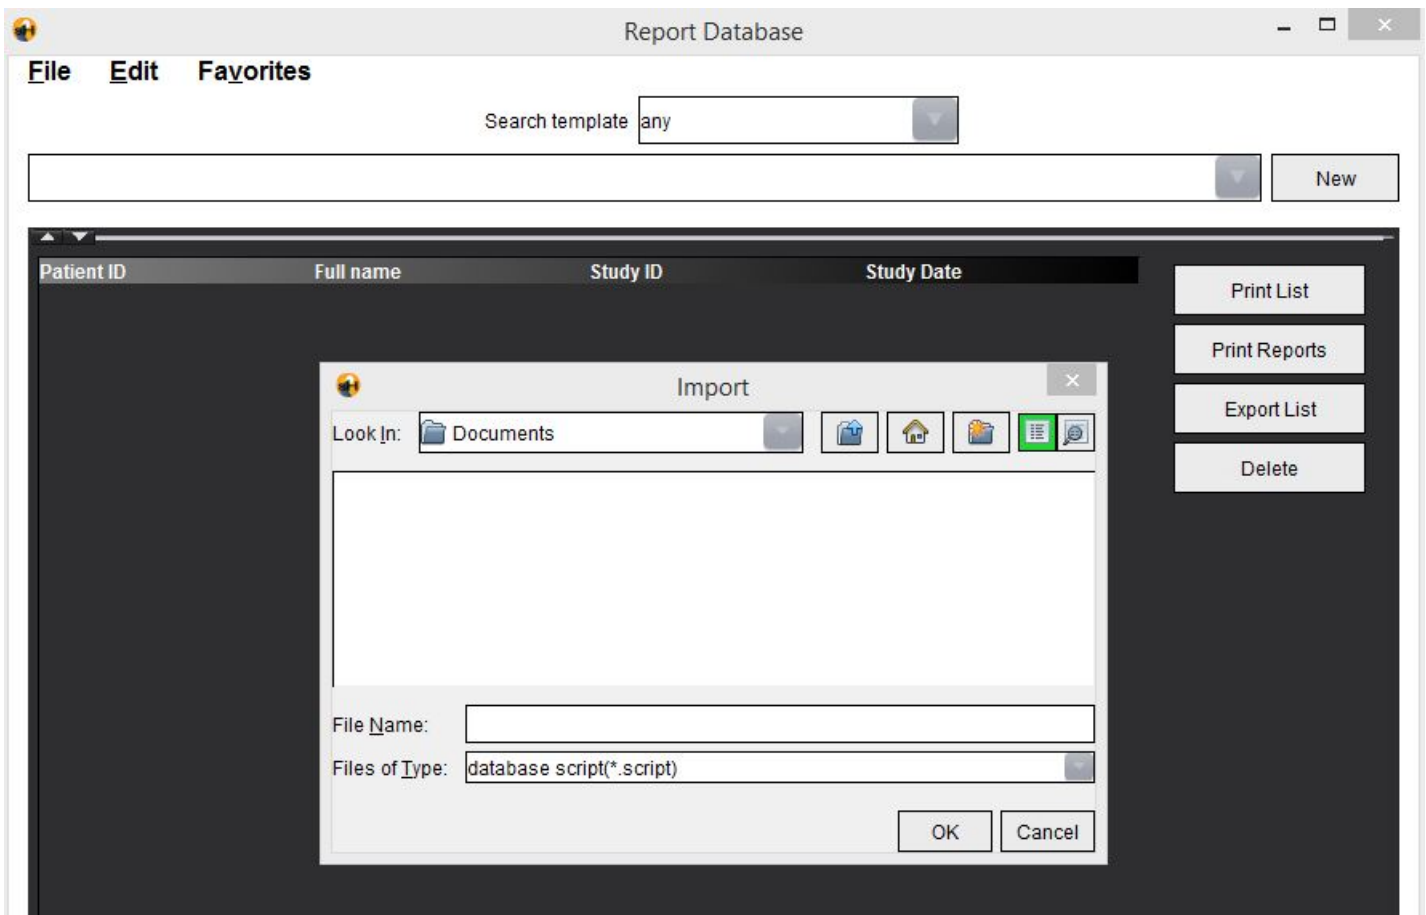 Report Database
File Edit Favorites
Search template any
New
Patient ID Full name Study ID Study Date
Print List
Print Reports
Export List
Delete
Import
Look In: Documents
File Name:
Files of Type: database script(*.script)
OK Cancel